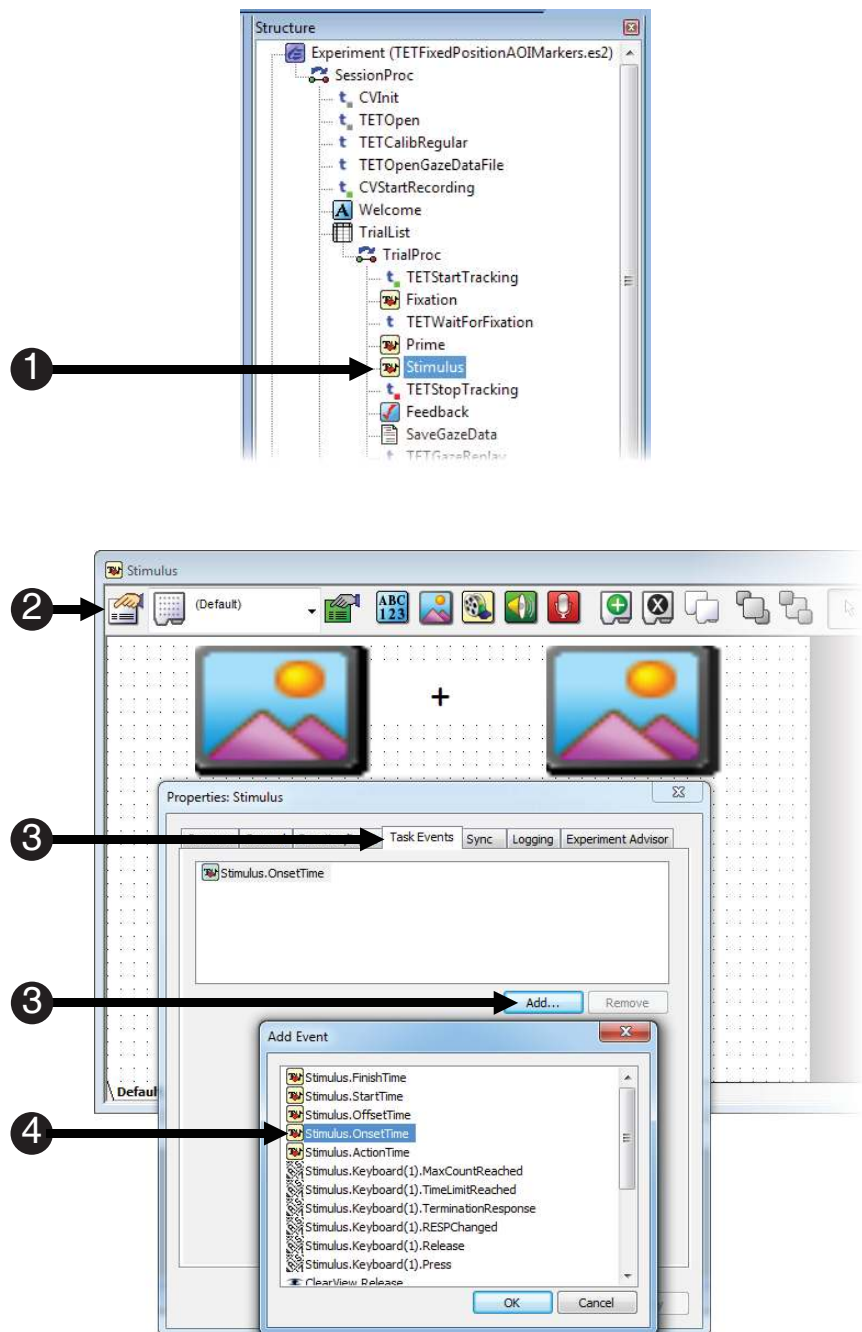 Structure
Experiment (TETFixedPositionAOIMarkers.es2)
SessionProc
CVInit
TETOpen
TETCalibRegular
TETOpenGazeDataFile
CVStartRecording
Welcome
TrialList
TrialProc
TETStartTracking
Fixation
TETWaitForFixation
Prime
1 Stimulus
TETStopTracking
Feedback
SaveGazeData
TETGazeReplay
Stimulus
2 (Default) ABC 123
+
Properties: Stimulus
3 Task Events Sync Logging Experiment Advisor
Stimulus.OnsetTime
3 Add... Remove
Add Event
Stimulus.FinishTime
Stimulus.StartTime
Defaul Stimulus.OffsetTime
4 Stimulus.OnsetTime
Stimulus.ActionTime
Stimulus.Keyboard(1).MaxCountReached
Stimulus.Keyboard(1).TimeLimitReached
Stimulus.Keyboard(1).TerminationResponse
Stimulus.Keyboard(1).RESPChanged
Stimulus.Keyboard(1).Release
Stimulus.Keyboard(1).Press
ClearView.Release
OK Cancel